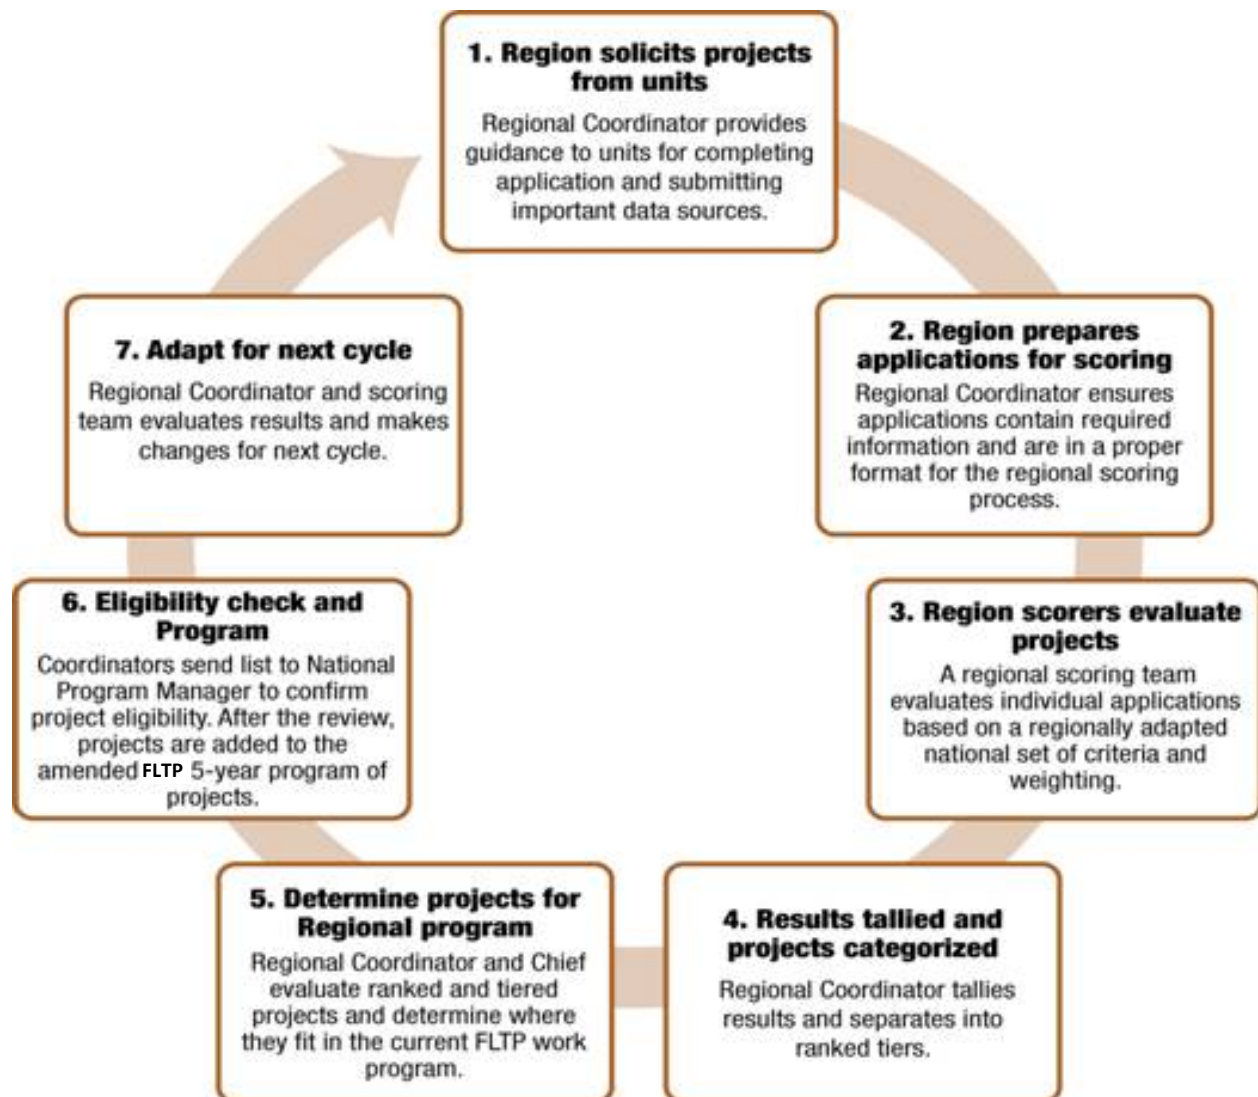 1. Region solicits projects
from units
Regional Coordinator provides
guidance to units for completing
application and submitting
important data sources.
2. Region prepares
applications for scoring
Regional Coordinator ensures
applications contain required
information and are in a proper
format for the regional scoring
process.
3. Region scorers evaluate
projects
A regional scoring team
evaluates individual applications
based on a regionally adapted
national set of criteria and
weighting.
4. Results tallied and
projects categorized
Regional Coordinator tallies
results and separates into
ranked tiers.
5. Determine projects for
Regional program
Regional Coordinator and Chief
evaluate ranked and tiered
projects and determine where
they fit in the current FLTP work
program.
6. Eligibility check and
Program
Coordinators send list to National
Program Manager to confirm
project eligibility. After the review,
projects are added to the
amended FLTP 5-year program of
projects.
7. Adapt for next cycle
Regional Coordinator and scoring
team evaluates results and makes
changes for next cycle.